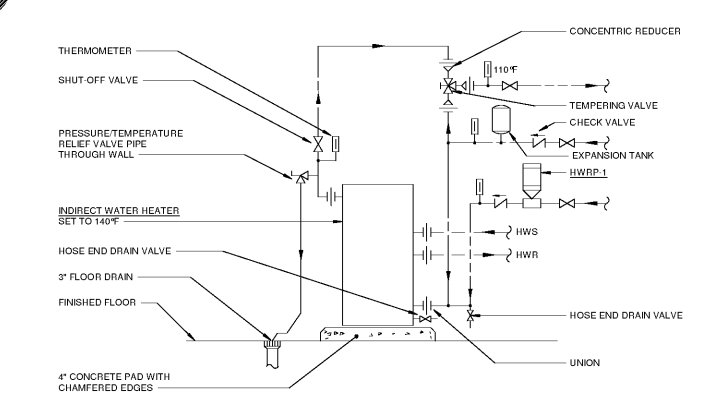 THERMOMETER
SHUT-OFF VALVE
PRESSURE/TEMPERATURE
RELIEF VALVE PIPE
THROUGH WALL
INDIRECT WATER HEATER
SET TO 140°F
HOSE END DRAIN VALVE
3" FLOOR DRAIN
FINISHED FLOOR
4" CONCRETE PAD WITH
CHAMFERED EDGES
CONCENTRIC REDUCER
110°F
TEMPERING VALVE
CHECK VALVE
EXPANSION TANK
HWRP-1
HWS
HWR
HOSE END DRAIN VALVE
UNION